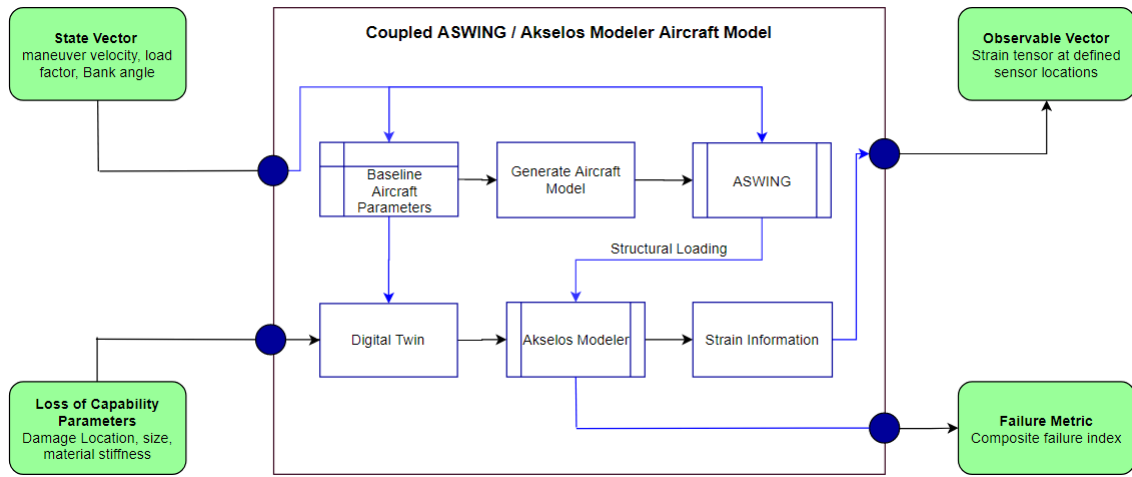 Coupled ASWING / Akselos Modeler Aircraft Model
State Vector
maneuver velocity, load
factor, Bank angle
Observable Vector
Strain tensor at defined
sensor locations
Baseline
Aircraft
Parameters
Generate Aircraft
Model
ASWING
Structural Loading
Digital Twin
Akselos Modeler
Strain Information
Loss of Capability
Parameters
Damage Location, size,
material stiffness
Failure Metric
Composite failure index